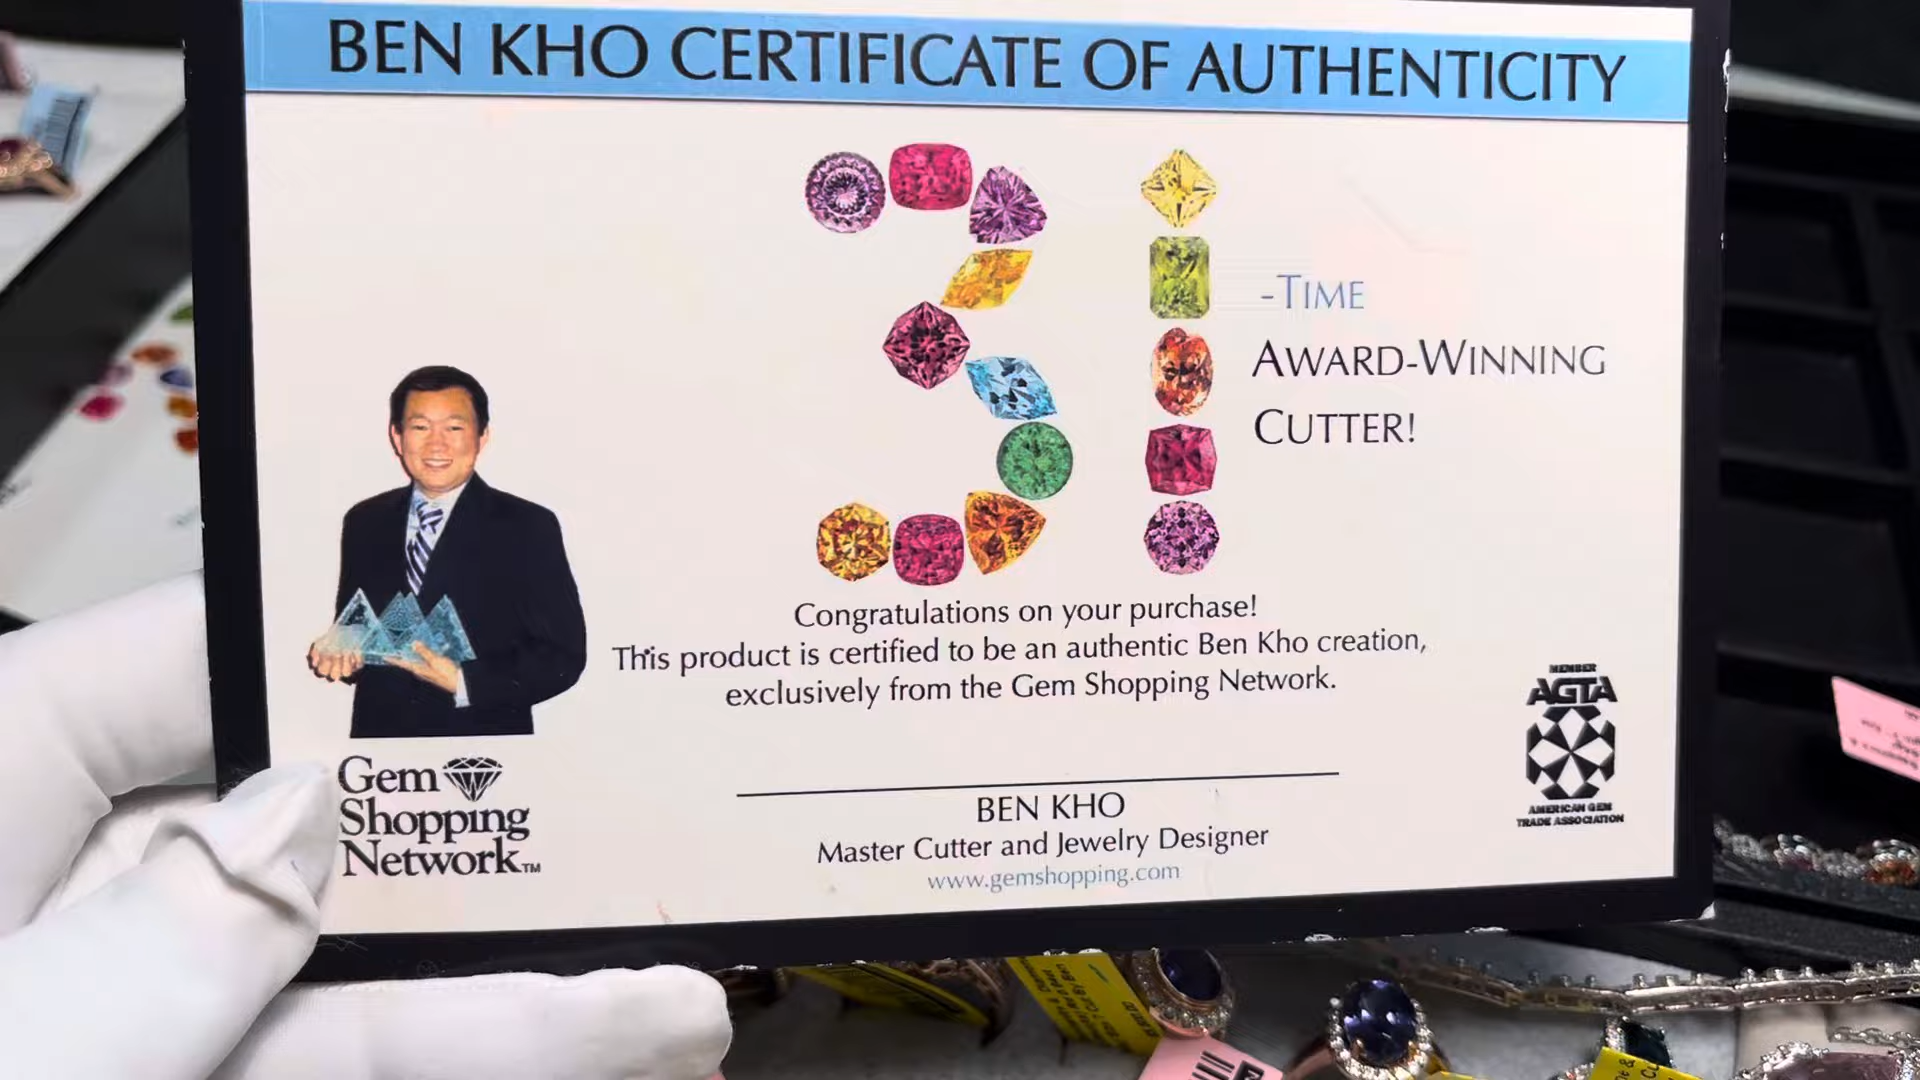 BEN KHO CERTIFICATE OF AUTHENTICITY
31
-TIME
AWARD-WINNING
CUTTER!
Congratulations on your purchase!
This product is certified to be an authentic Ben Kho creation,
exclusively from the Gem Shopping Network.
BEN KHO
Master Cutter and Jewelry Designer
www.gemshopping.com
Gem
Shopping
Network™
MEMBER
AGTA
AMERICAN GEM
TRADE ASSOCIATION